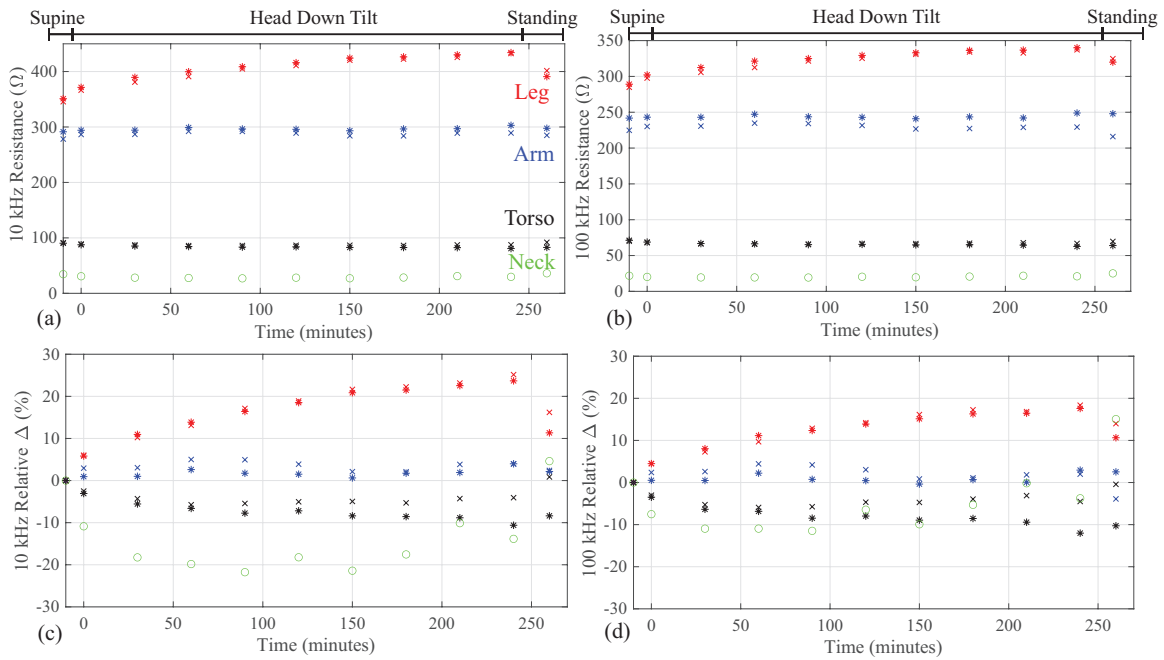 Supine Head Down Tilt Standing
Supine Head Down Tilt Standing
10 kHz Resistance (Ω)
400
300
200
100
0
Leg
Arm
Torso
Neck
0 50 100 150 200 250
(a)
Time (minutes)
100 kHz Resistance (Ω)
350
300
250
200
150
100
50
0
0 50 100 150 200 250
(b)
Time (minutes)
10 kHz Relative Δ (%)
30
20
10
0
-10
-20
-30
0 50 100 150 200 250
(c)
Time (minutes)
100 kHz Relative Δ (%)
30
20
10
0
-10
-20
-30
0 50 100 150 200 250
(d)
Time (minutes)